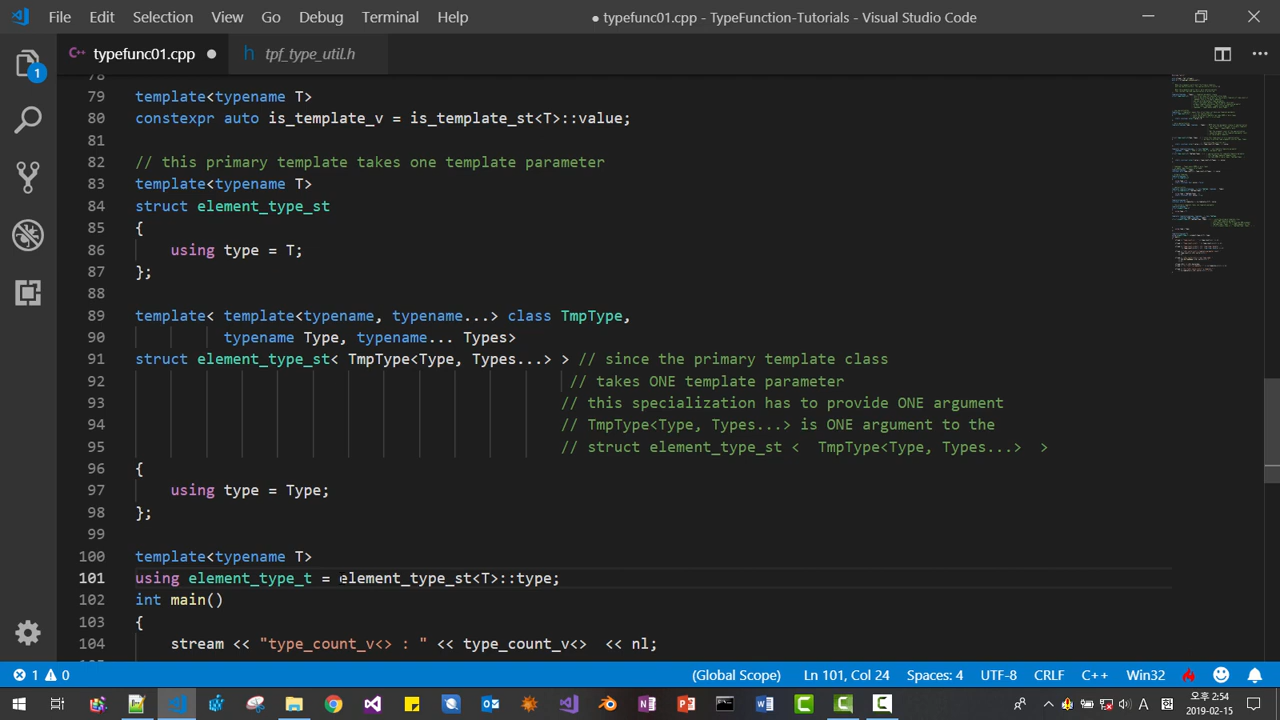 File Edit Selection View Go Debug Terminal Help
● typefunc01.cpp - TypeFunction-Tutorials - Visual Studio Code
typefunc01.cpp ● tpf_type_util.h
1
78
79 template<typename T>
80 constexpr auto is_template_v = is_template_st<T>::value;
81
82 // this primary template takes one template parameter
83 template<typename T>
84 struct element_type_st
85 {
86 using type = T;
87 };
88
89 template< template<typename, typename...> class TmpType,
90 typename Type, typename... Types>
91 struct element_type_st< TmpType<Type, Types...> > // since the primary template class
92 // takes ONE template parameter
93 // this specialization has to provide ONE argument
94 // TmpType<Type, Types...> is ONE argument to the
95 // struct element_type_st < TmpType<Type, Types...> >
96 {
97 using type = Type;
98 };
99
100 template<typename T>
101 using element_type_t = element_type_st<T>::type;
102 int main()
103 {
104 stream << "type_count_v<> : " << type_count_v<> << nl;
1 0 (Global Scope) Ln 101, Col 24 Spaces: 4 UTF-8 CRLF C++ Win32
A 오후 2:54
2019-02-15